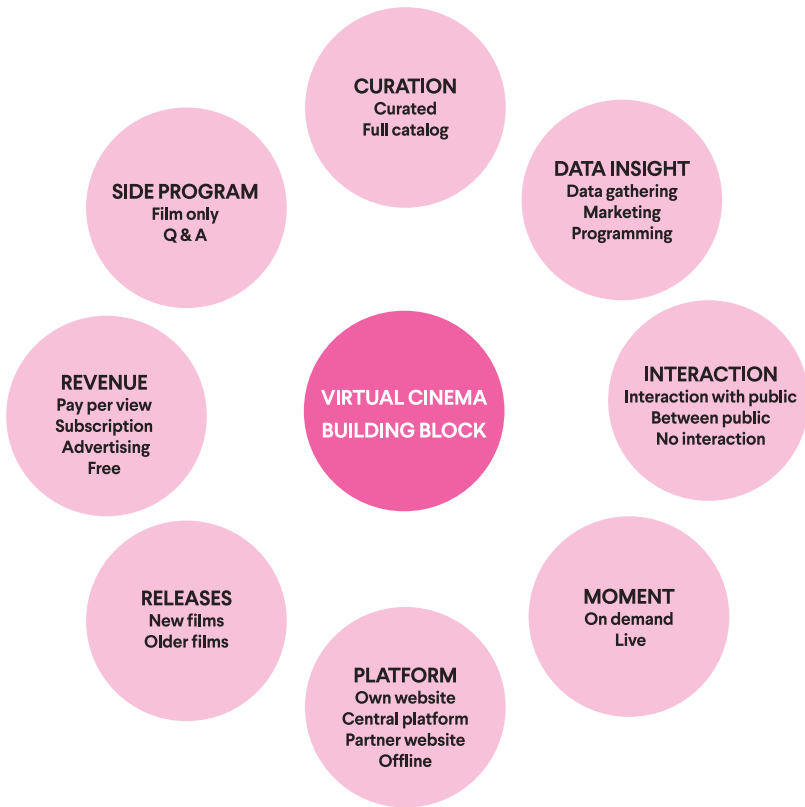 CURATION
Curated
Full catalog
DATA INSIGHT
Data gathering
Marketing
Programming
INTERACTION
Interaction with public
Between public
No interaction
MOMENT
On demand
Live
PLATFORM
Own website
Central platform
Partner website
Offline
RELEASES
New films
Older films
REVENUE
Pay per view
Subscription
Advertising
Free
SIDE PROGRAM
Film only
Q & A
VIRTUAL CINEMA
BUILDING BLOCK